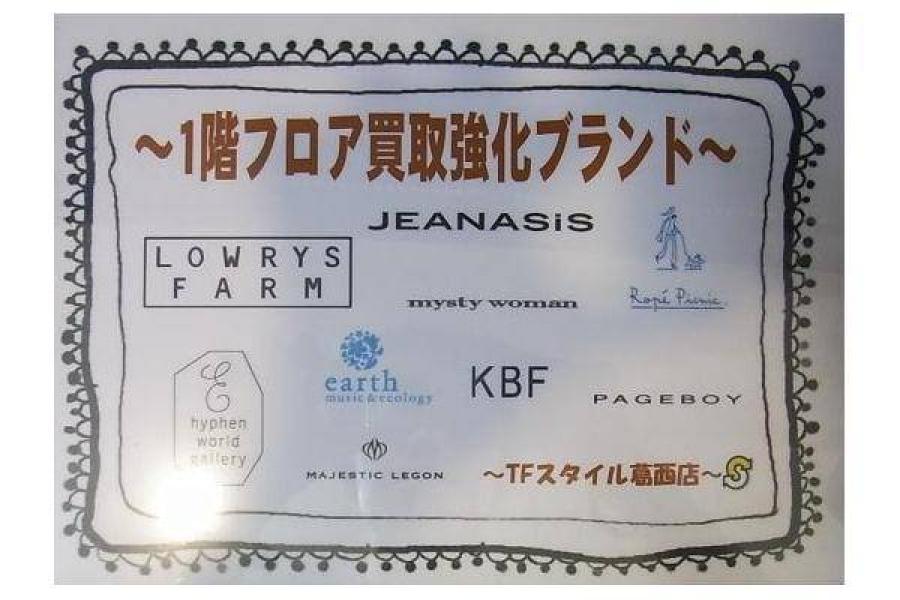 ～1階フロア買取強化ブランド～
JEANASiS
LOWRYS
FARM
mysty woman
Ropé Picnic
E
hyphen
world
gallery
earth
music & ecology
KBF
PAGEBOY
MAJESTIC LEGON
～TFスタイル葛西店～S